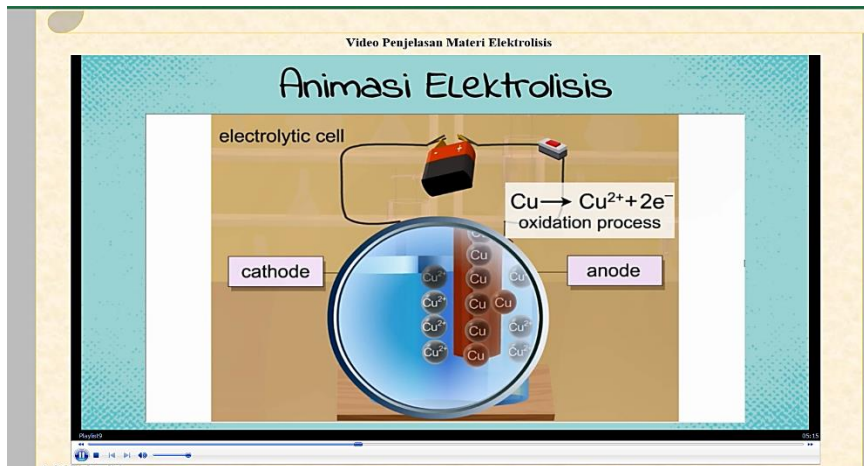 Video Penjelasan Materi Elektrolisis
Animasi Elektrolisis
electrolytic cell
Cu → Cu²⁺ + 2e⁻
oxidation process
cathode
anode
Cu
Cu
Cu
Cu
Cu
Cu
Cu
Cu²⁺
Cu²⁺
Cu²⁺
Cu²⁺
Cu²⁺
Cu²⁺
Playlist9
05:15